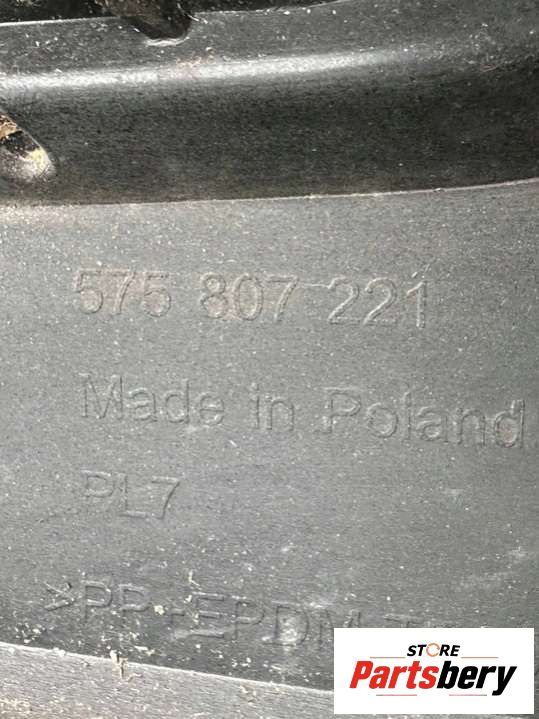 575 807 221
Made in Poland
PL7
>PP-EPDM-T
STORE
Partsbery